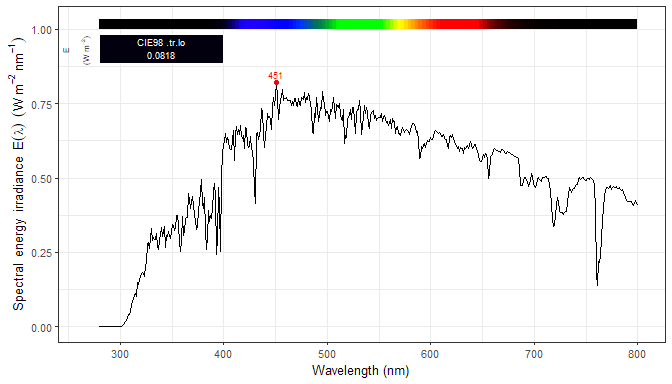 1.00
0.75
0.50
0.25
0.00
Spectral energy irradiance E(λ) (W m⁻² nm⁻¹)
E
(W m⁻²)
CIE98 .tr.lo
0.0818
451
300 400 500 600 700 800
Wavelength (nm)